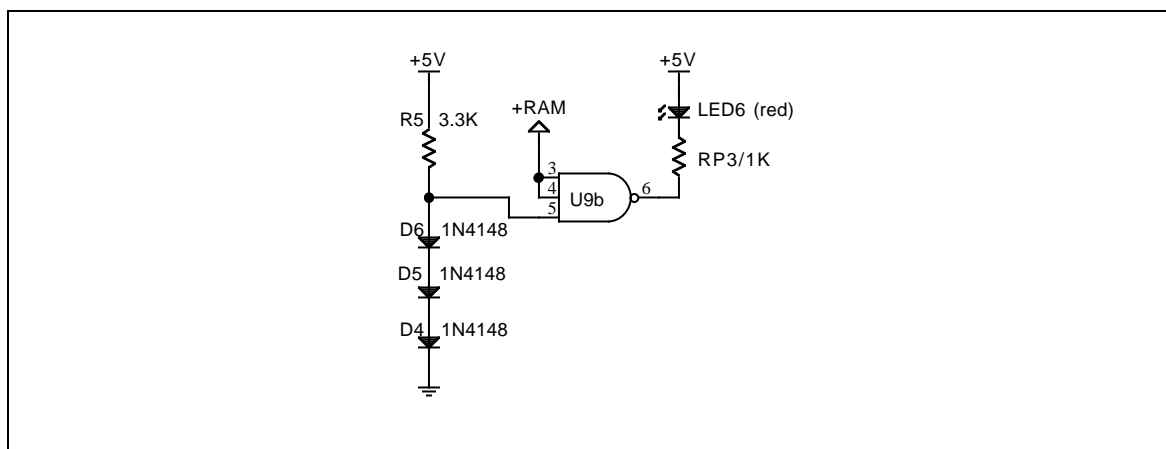 +5V
+5V
+RAM
LED6 (red)
R5 3.3K
RP3/1K
3
4
5
U9b
6
D6 1N4148
D5 1N4148
D4 1N4148